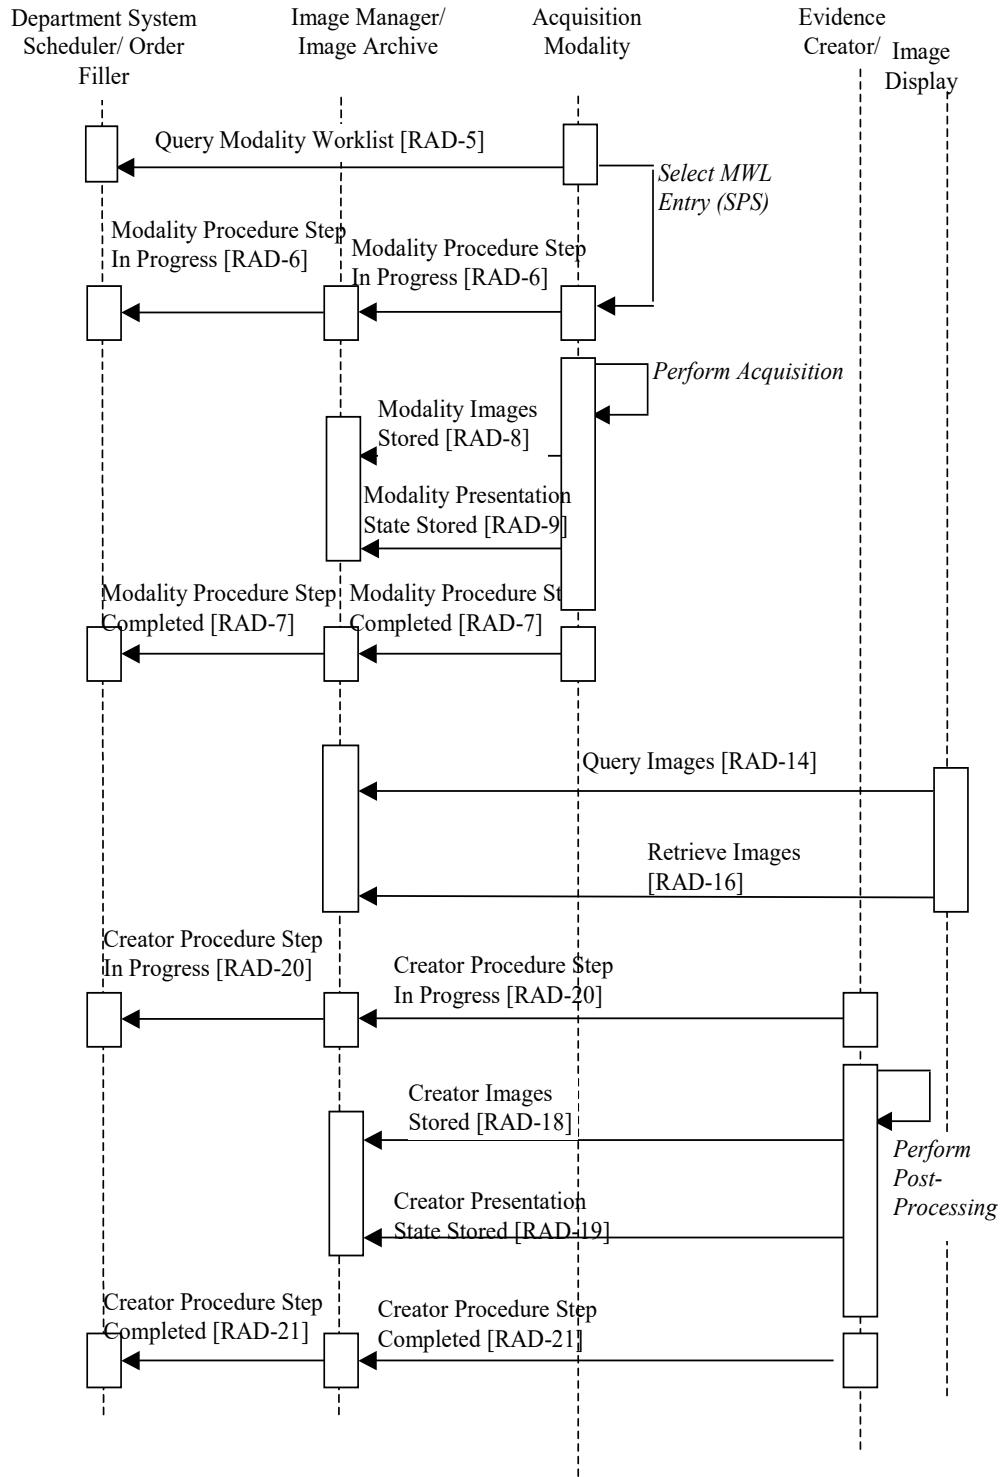 Department System
Scheduler/ Order
Filler
Image Manager/
Image Archive
Acquisition
Modality
Evidence
Creator/
Image
Display
Query Modality Worklist [RAD-5]
Select MWL
Entry (SPS)
Modality Procedure Step
In Progress [RAD-6]
Modality Procedure Step
In Progress [RAD-6]
Perform Acquisition
Modality Images
Stored [RAD-8]
Modality Presentation
State Stored [RAD-9]
Modality Procedure Step
Completed [RAD-7]
Modality Procedure St
Completed [RAD-7]
Query Images [RAD-14]
Retrieve Images
[RAD-16]
Creator Procedure Step
In Progress [RAD-20]
Creator Procedure Step
In Progress [RAD-20]
Creator Images
Stored [RAD-18]
Perform
Post-
Processing
Creator Presentation
State Stored [RAD-19]
Creator Procedure Step
Completed [RAD-21]
Creator Procedure Step
Completed [RAD-21]